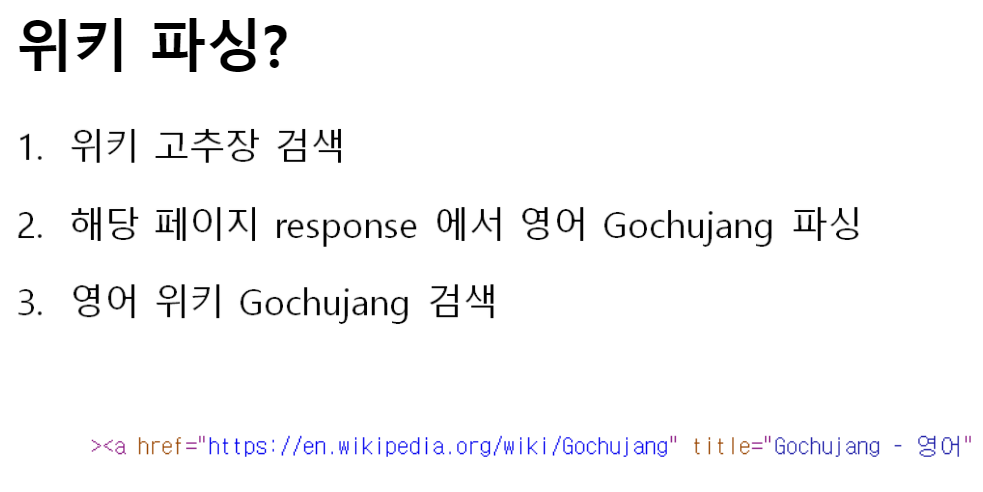 위키 파싱?
1. 위키 고추장 검색
2. 해당 페이지 response 에서 영어 Gochujang 파싱
3. 영어 위키 Gochujang 검색
><a href="https://en.wikipedia.org/wiki/Gochujang" title="Gochujang - 영어"